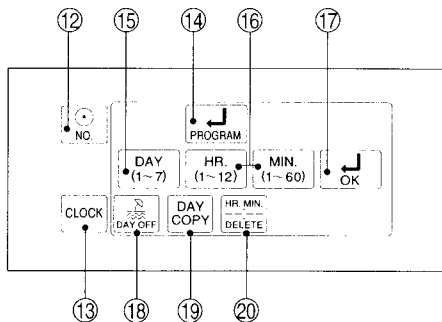 ⑫ ⑮ ⑭ ⑯ ⑰
NO.
PROGRAM
DAY
(1~7)
HR.
(1~12)
MIN.
(1~60)
OK
CLOCK
DAY OFF
DAY
COPY
HR. MIN.
DELETE
⑬ ⑱ ⑲ ⑳